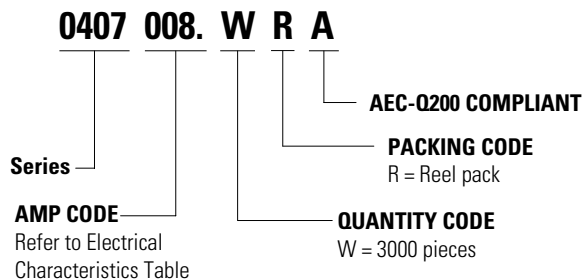 0407 008. W R A
AEC-Q200 COMPLIANT
PACKING CODE
R = Reel pack
Series
AMP CODE
Refer to Electrical
Characteristics Table
QUANTITY CODE
W = 3000 pieces